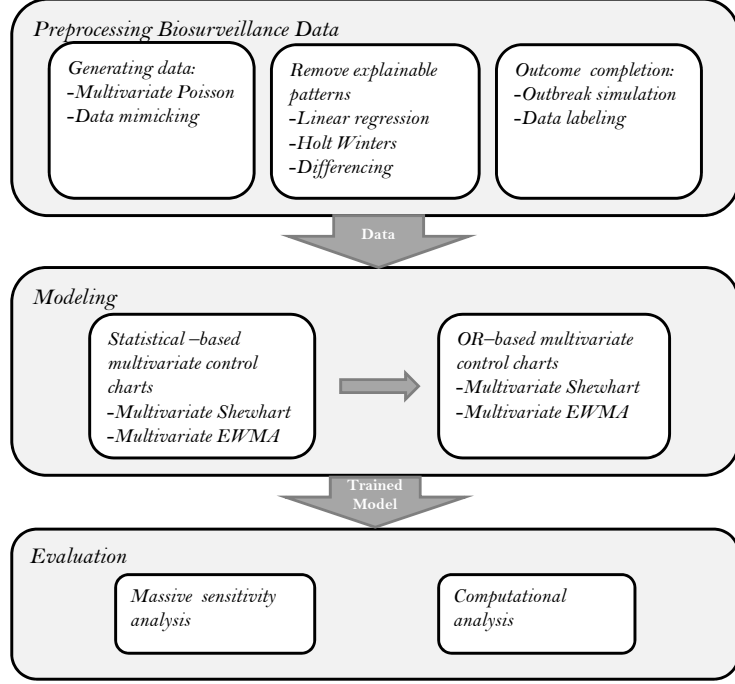 Preprocessing Biosurveillance Data
Generating data:
-Multivariate Poisson
-Data mimicking
Remove explainable
patterns
-Linear regression
-Holt Winters
-Differencing
Outcome completion:
-Outbreak simulation
-Data labeling
Data
Modeling
Statistical –based
multivariate control
charts
-Multivariate Shewhart
-Multivariate EWMA
OR–based multivariate
control charts
-Multivariate Shewhart
-Multivariate EWMA
Trained
Model
Evaluation
Massive sensitivity
analysis
Computational
analysis